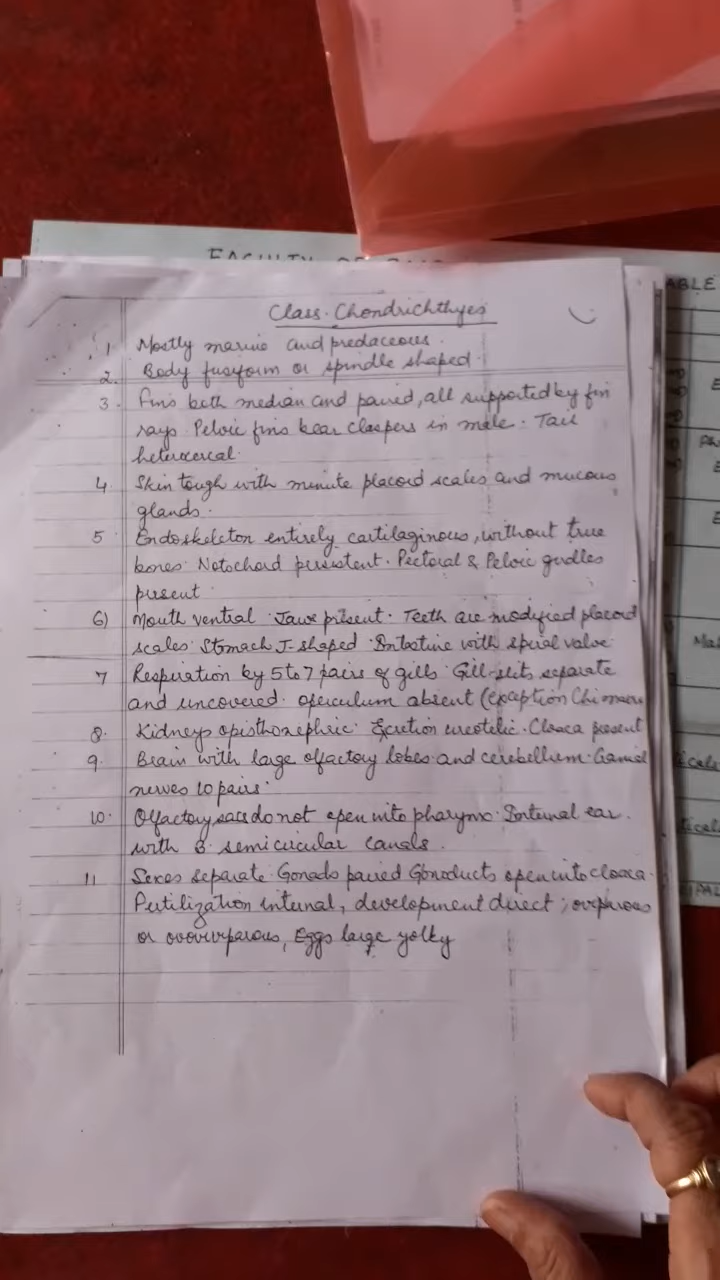 FACULTY OF
ABLE
Class. Chondrichthyes
1 Mostly marine and predaceous.
2. Body fusiform or spindle shaped.
3. Fins both median and paired, all supported by fin
rays. Pelvic fins bear claspers in male. Tail
heterocercal.
4. Skin tough with minute placoid scales and mucous
glands.
5 Endoskeleton entirely cartilaginous, without true
bones. Notochord persistent. Pectoral & Pelvic girdles
present.
6) Mouth ventral. Jaws present. Teeth are modified placoid
scales. Stomach J-shaped. Intestine with spiral valve.
7 Respiration by 5 to 7 pairs of gills. Gill-slits separate
and uncovered. operculum absent (exception Chimaera
8. Kidneys opisthonephric. Excretion ureotelic. Cloaca present
9. Brain with large olfactory lobes and cerebellum. Cranial
nerves 10 pairs.
10. Olfactory sacs do not open into pharynx. Internal ear.
with 3 semicircular canals.
11 Sexes separate. Gonads paired Gonoducts open into cloaca.
Fertilization internal, development direct; oviparous
or ovoviviparous, Eggs large yolky